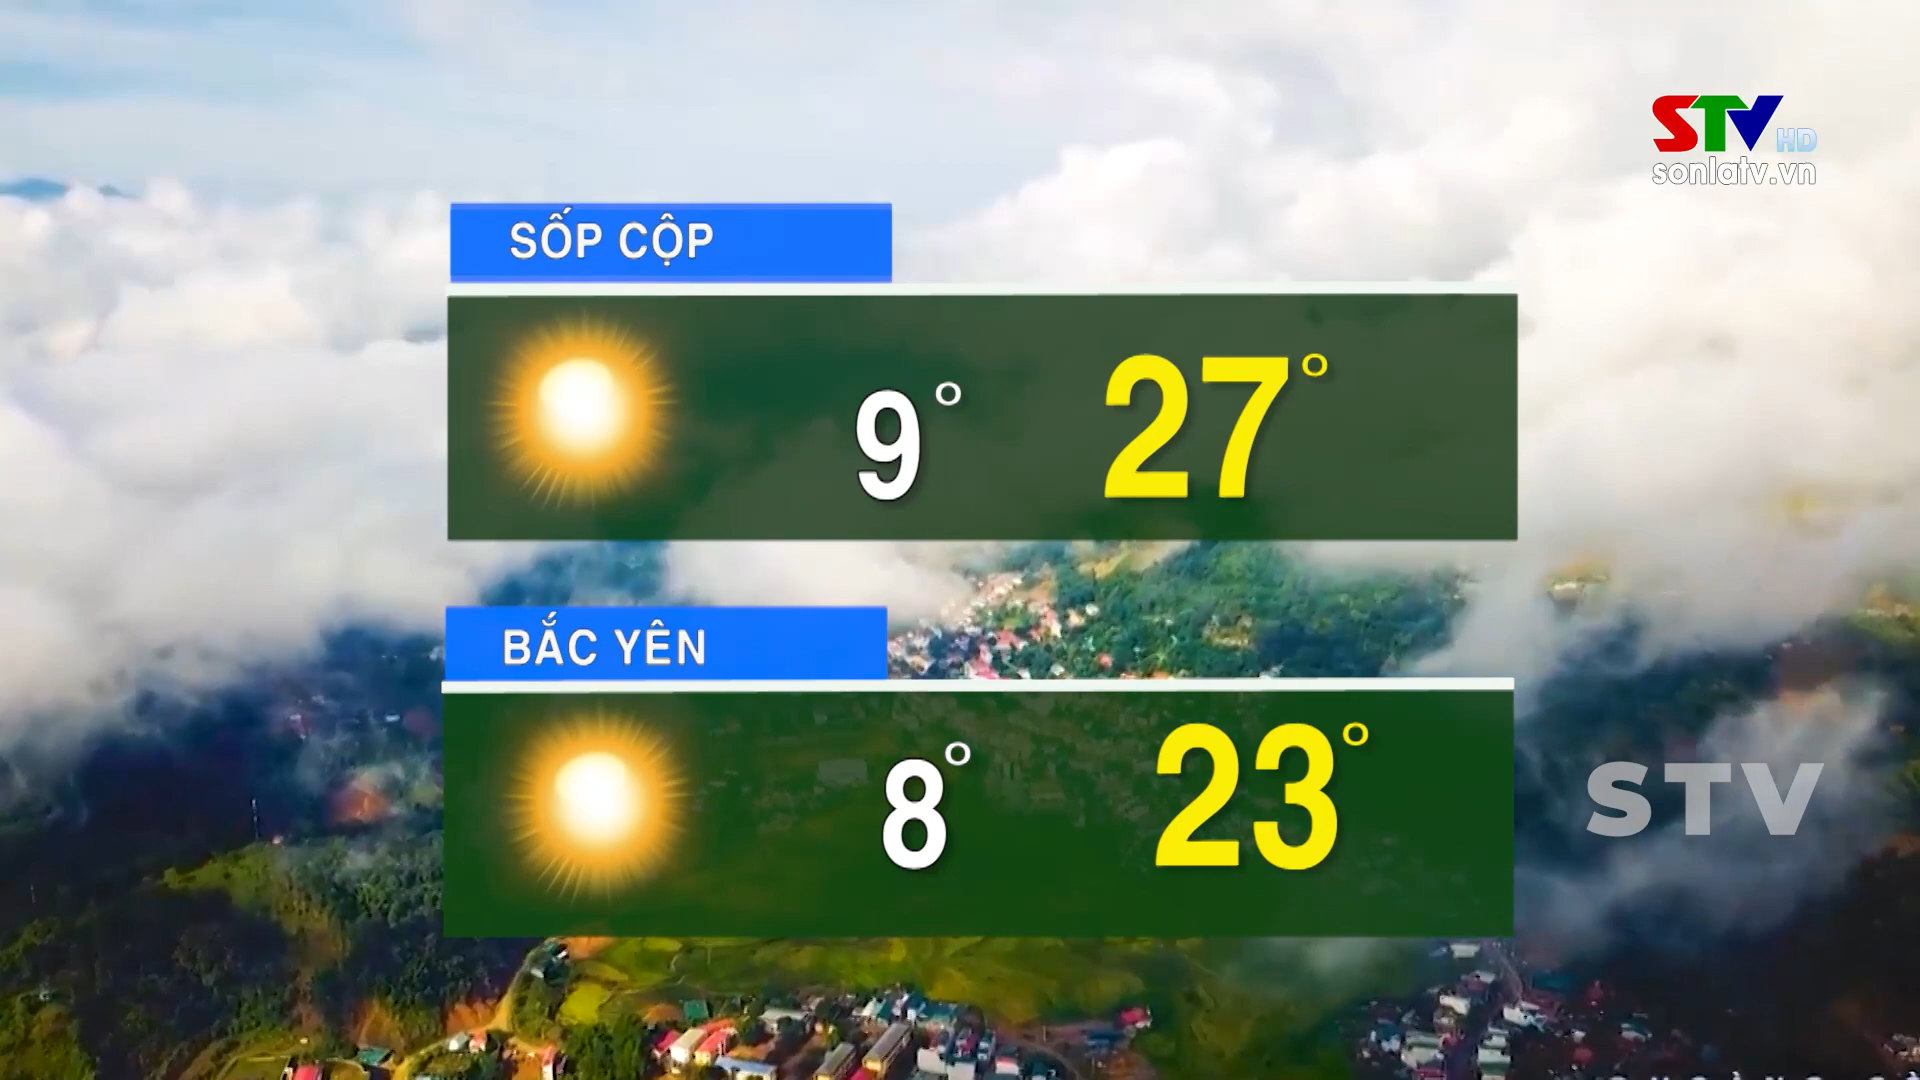 STV HD
sonlatv.vn
SỐP CỘP
9° 27°
BẮC YÊN
8° 23°
STV